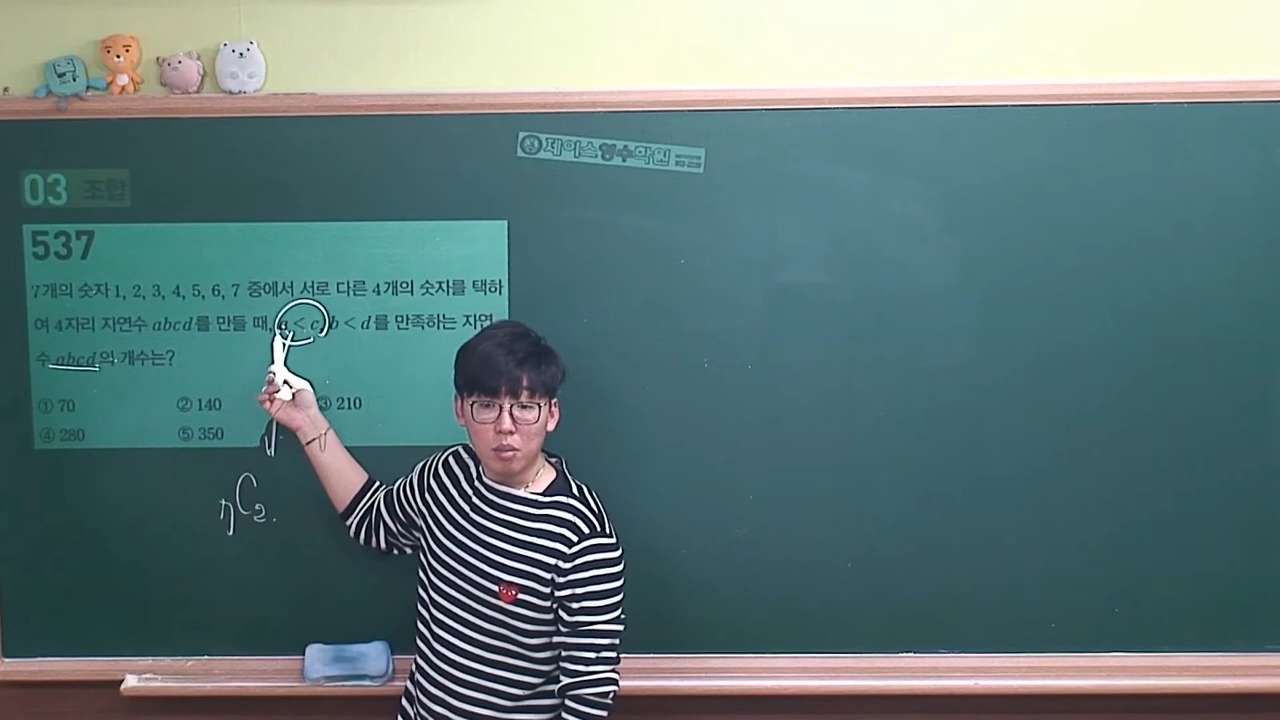 제이스영수학원
03 조합
537
7개의 숫자 1, 2, 3, 4, 5, 6, 7 중에서 서로 다른 4개의 숫자를 택하
여 4자리 자연수 abcd를 만들 때, a<c, b<d를 만족하는 자연
수 abcd의 개수는?
① 70 ② 140 ③ 210
④ 280 ⑤ 350
₇C₂.